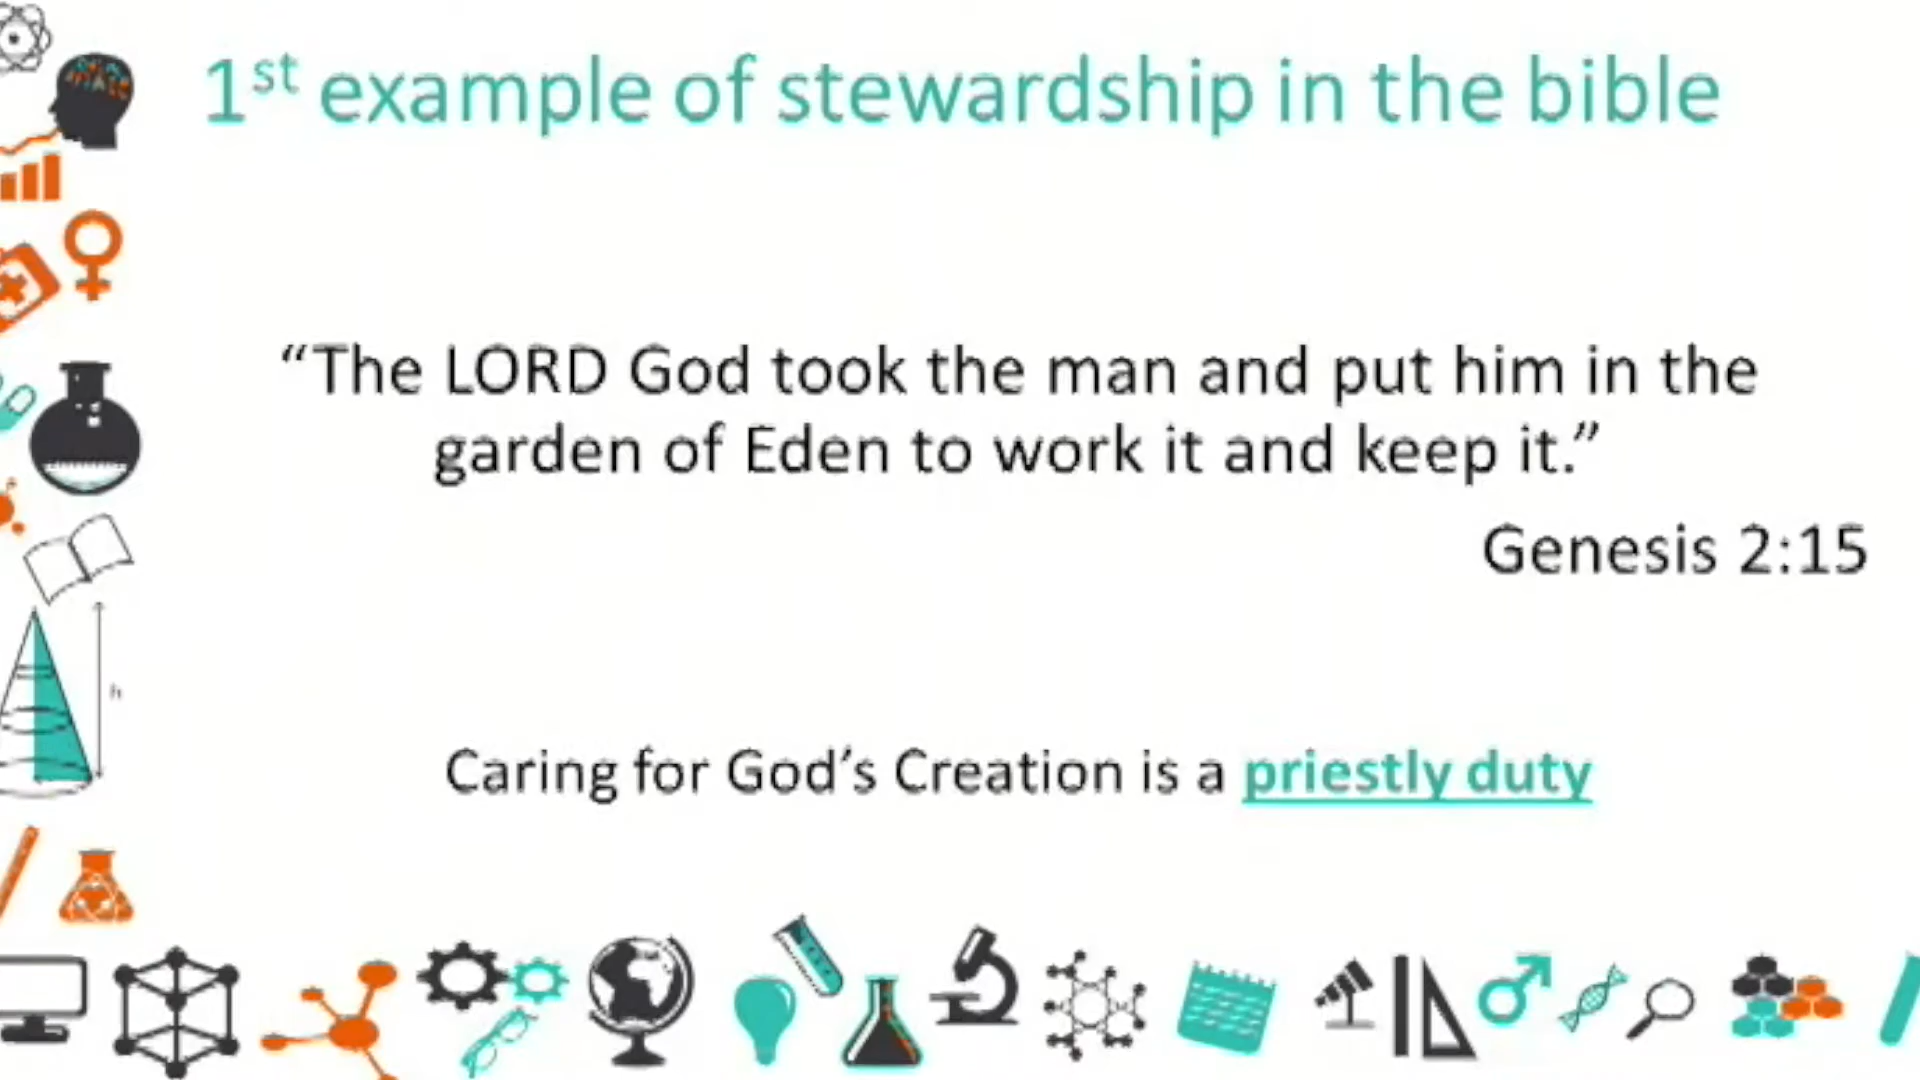 1st example of stewardship in the bible
“The LORD God took the man and put him in the
garden of Eden to work it and keep it.”
Genesis 2:15
h
Caring for God’s Creation is a priestly duty